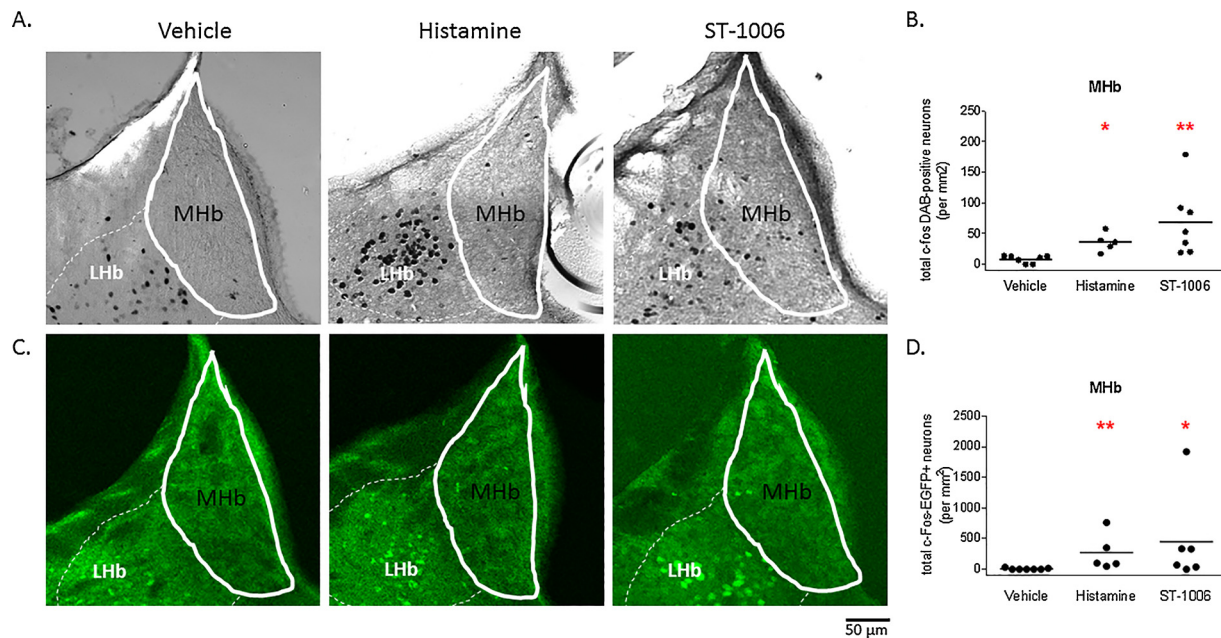 A.
Vehicle
Histamine
ST-1006
MHb
LHb
MHb
LHb
MHb
LHb
B.
MHb
total c-fos DAB-positive neurons
(per mm2)
250
200
150
100
50
0
*
**
Vehicle
Histamine
ST-1006
C.
MHb
LHb
MHb
LHb
MHb
LHb
50 µm
D.
MHb
total c-Fos-EGFP+ neurons
(per mm²)
2500
2000
1500
1000
500
0
**
*
Vehicle
Histamine
ST-1006